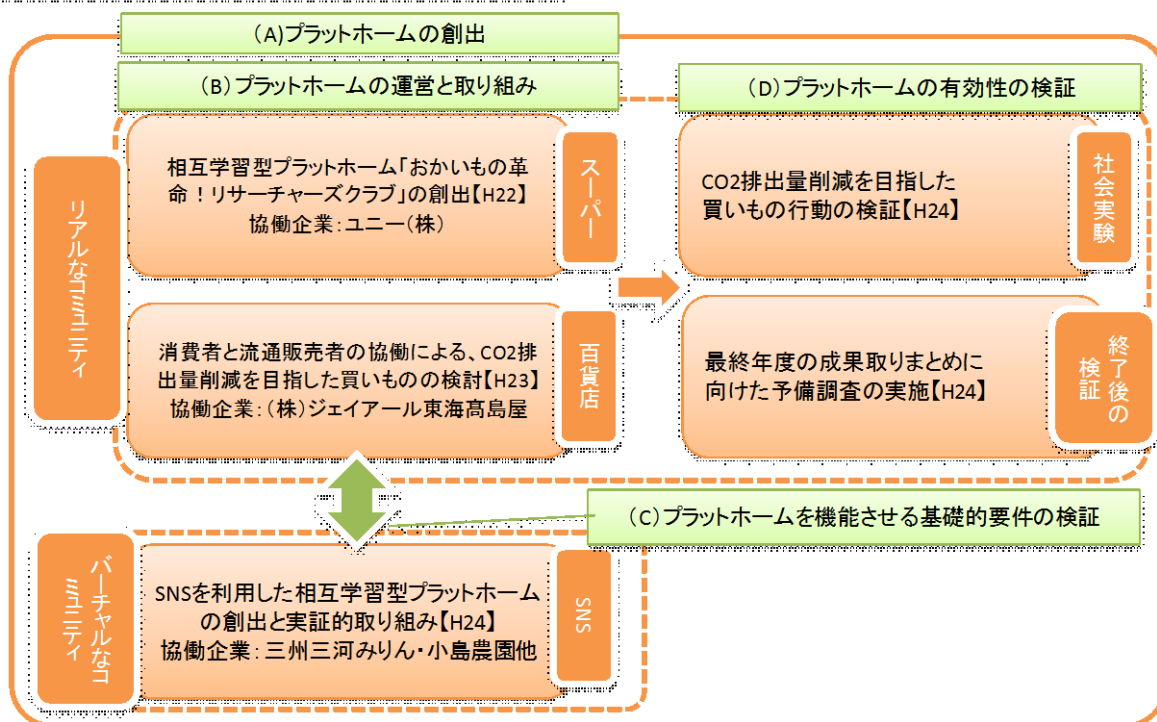 (A)プラットホームの創出
(B)プラットホームの運営と取り組み
(D)プラットホームの有効性の検証
リアルなコミュニティ
相互学習型プラットホーム「おかいもの革
命！リサーチャーズクラブ」の創出【H22】
協働企業：ユニー(株)
スーパー
CO2排出量削減を目指した
買いもの行動の検証【H24】
社会実験
消費者と流通販売者の協働による、CO2排
出量削減を目指した買いものの検討【H23】
協働企業：(株)ジェイアール東海髙島屋
百貨店
最終年度の成果取りまとめに
向けた予備調査の実施【H24】
終了後の
検証
(C)プラットホームを機能させる基礎的要件の検証
バーチャルなコ
ミュニティ
SNSを利用した相互学習型プラットホーム
の創出と実証的取り組み【H24】
協働企業：三州三河みりん・小島農園他
SNS